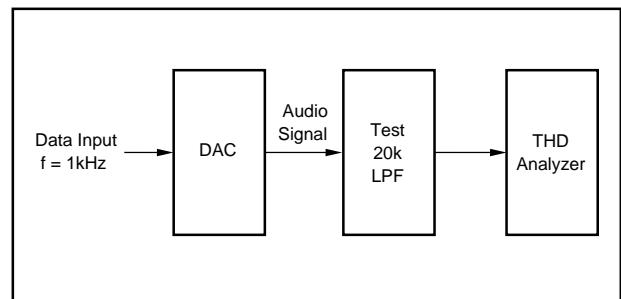 Data Input
f = 1kHz
DAC
Audio
Signal
Test
20k
LPF
THD
Analyzer